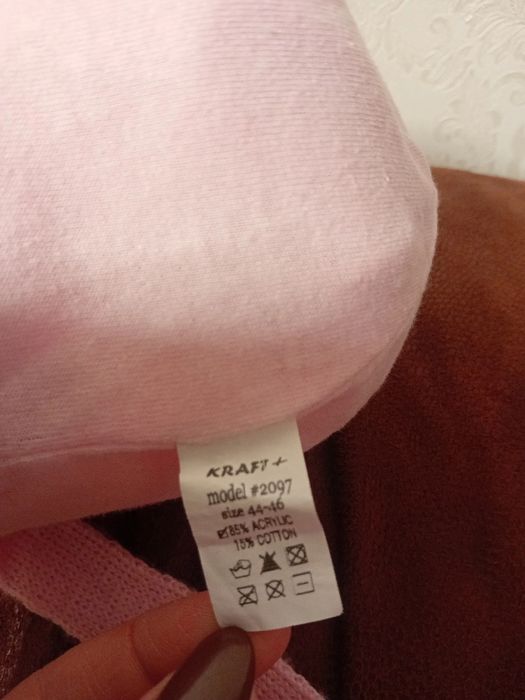 KRAFT+
model #2097
size 44-46
☑85% ACRYLIC
15% COTTON